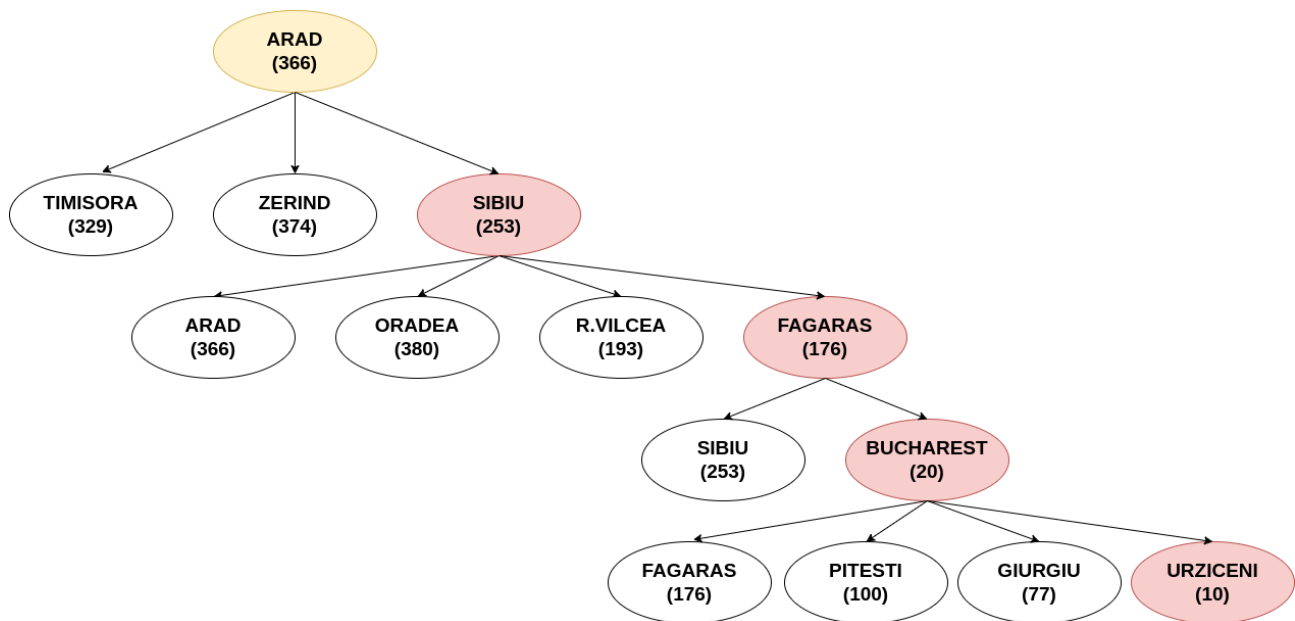 ARAD
(366)
TIMISORA
(329)
ZERIND
(374)
SIBIU
(253)
ARAD
(366)
ORADEA
(380)
R.VILCEA
(193)
FAGARAS
(176)
SIBIU
(253)
BUCHAREST
(20)
FAGARAS
(176)
PITESTI
(100)
GIURGIU
(77)
URZICENI
(10)